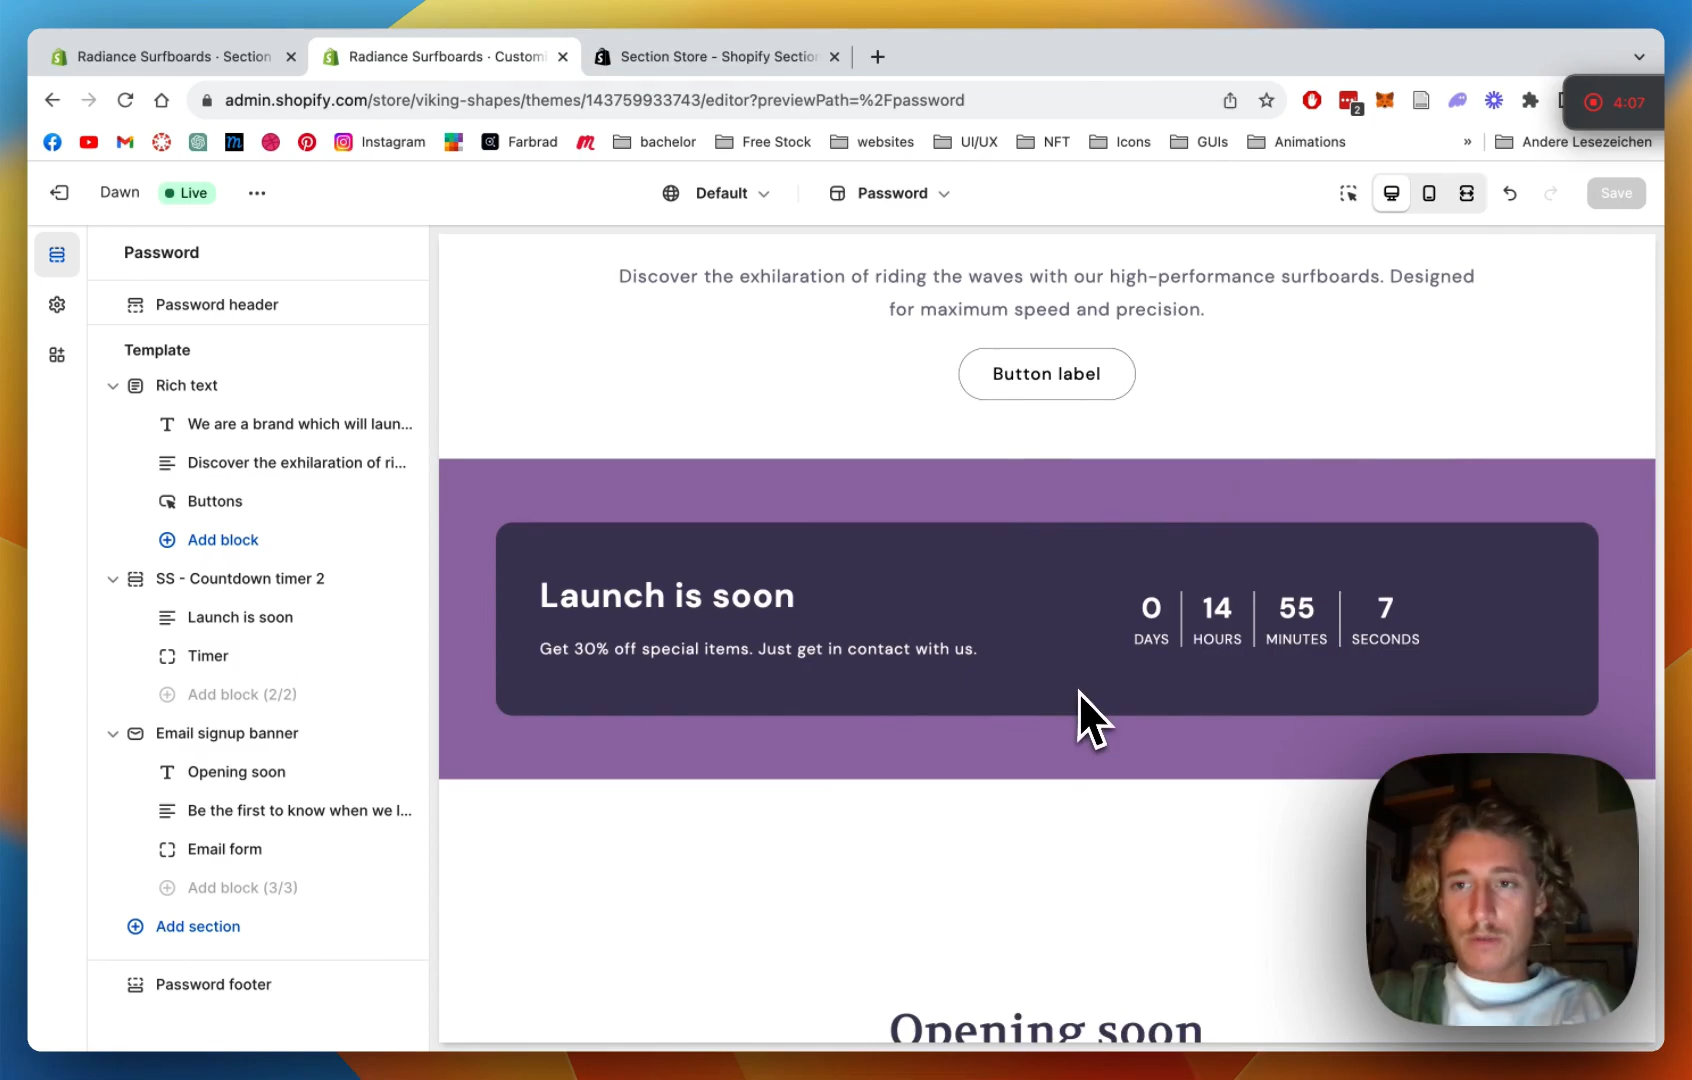 Radiance Surfboards · Section
Radiance Surfboards · Customi
Section Store - Shopify Section
admin.shopify.com/store/viking-shapes/themes/143759933743/editor?previewPath=%2Fpassword
2
4:07
Instagram
Farbrad
bachelor
Free Stock
websites
UI/UX
NFT
Icons
GUIs
Animations
»
Andere Lesezeichen
Dawn
Live
Default
Password
Save
Password
Password header
Template
Rich text
We are a brand which will laun...
Discover the exhilaration of ri...
Buttons
Add block
SS - Countdown timer 2
Launch is soon
Timer
Add block (2/2)
Email signup banner
Opening soon
Be the first to know when we l...
Email form
Add block (3/3)
Add section
Password footer
Discover the exhilaration of riding the waves with our high-performance surfboards. Designed
for maximum speed and precision.
Button label
Launch is soon
Get 30% off special items. Just get in contact with us.
0 14 55 7
DAYS HOURS MINUTES SECONDS
Opening soon